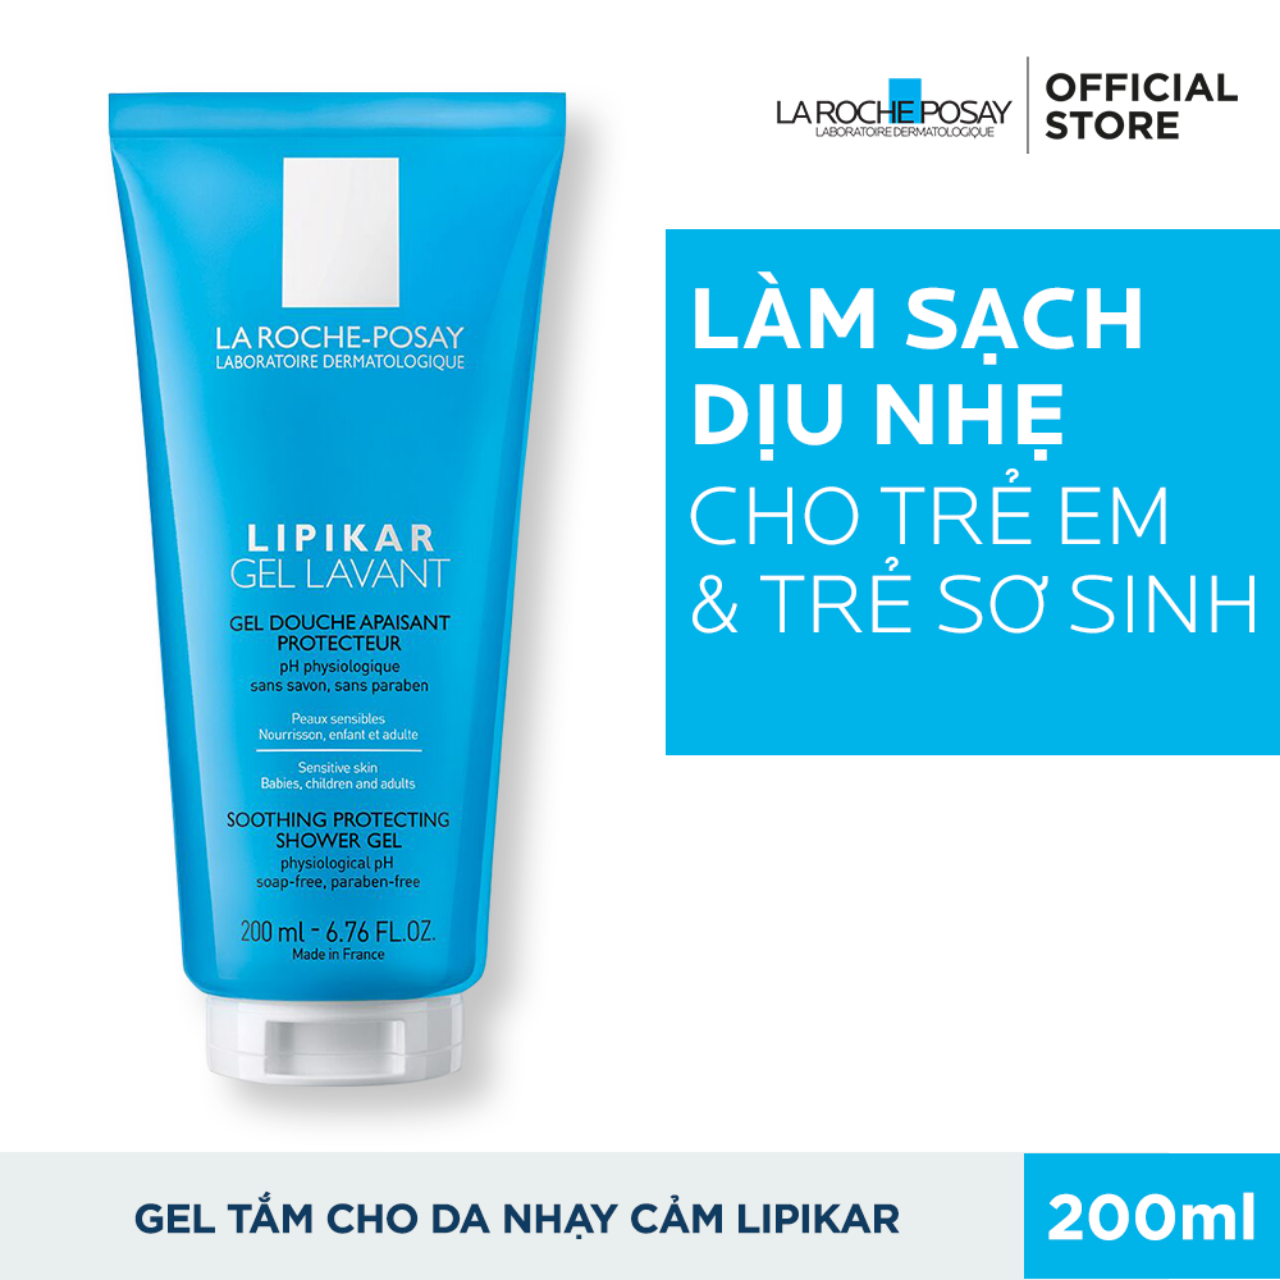 LA ROCHE-POSAY
LABORATOIRE DERMATOLOGIQUE
LIPIKAR
GEL LAVANT
GEL DOUCHE APAISANT
PROTECTEUR
pH physiologique
sans savon, sans paraben
Peaux sensibles
Nourrisson, enfant et adulte
Sensitive skin
Babies, children and adults
SOOTHING PROTECTING
SHOWER GEL
physiological pH
soap-free, paraben-free
200 ml - 6.76 FL.OZ.
Made in France
LA ROCHE POSAY
LABORATOIRE DERMATOLOGIQUE
OFFICIAL
STORE
LÀM SẠCH
DỊU NHẸ
CHO TRẺ EM
& TRẺ SƠ SINH
GEL TẮM CHO DA NHẠY CẢM LIPIKAR
200ml